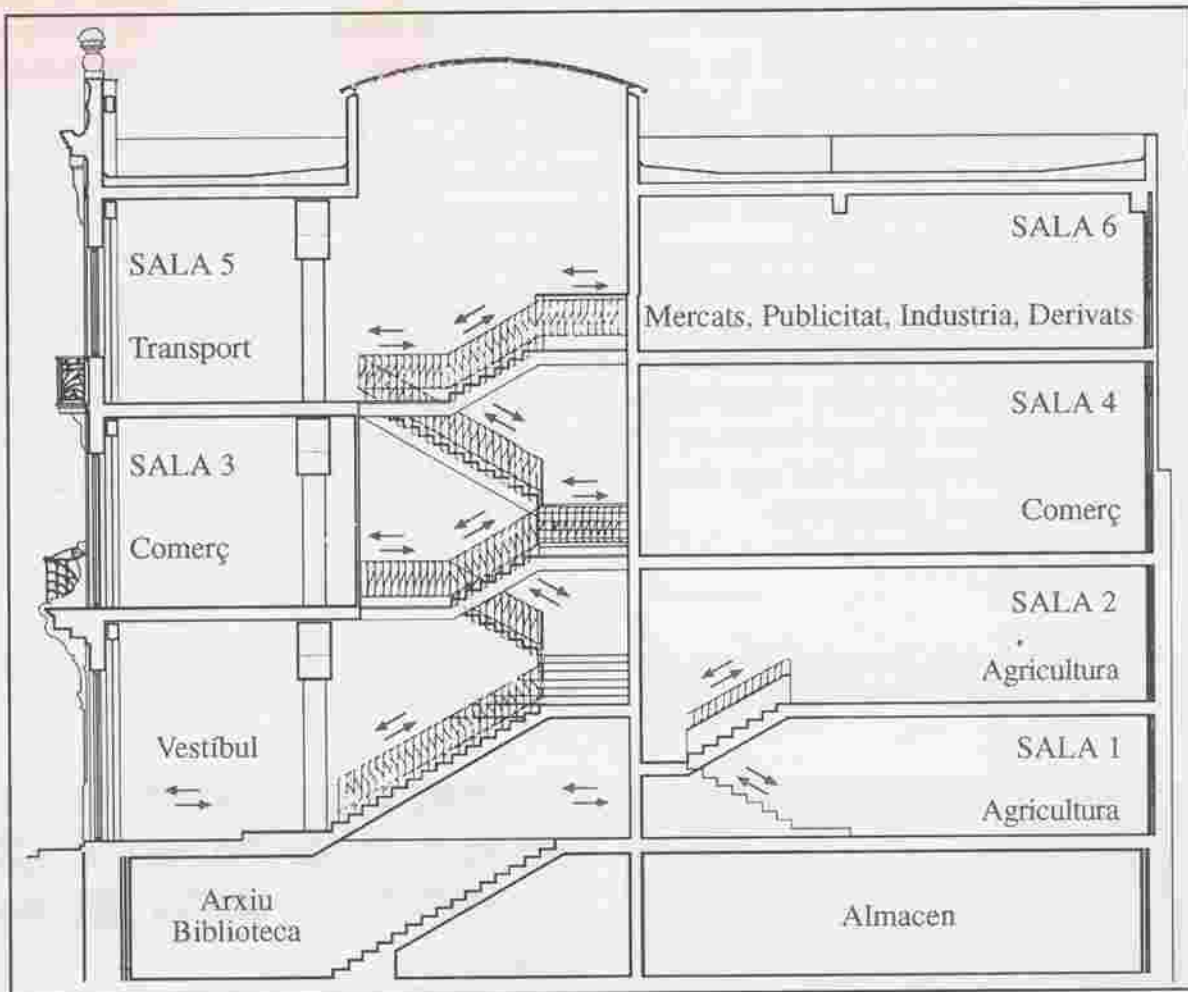 SALA 5
Transport
SALA 6
Mercats, Publicitat, Industria, Derivats
SALA 3
Comerç
SALA 4
Comerç
SALA 2
Agricultura
Vestíbul
SALA 1
Agricultura
Arxiu
Biblioteca
Almacen